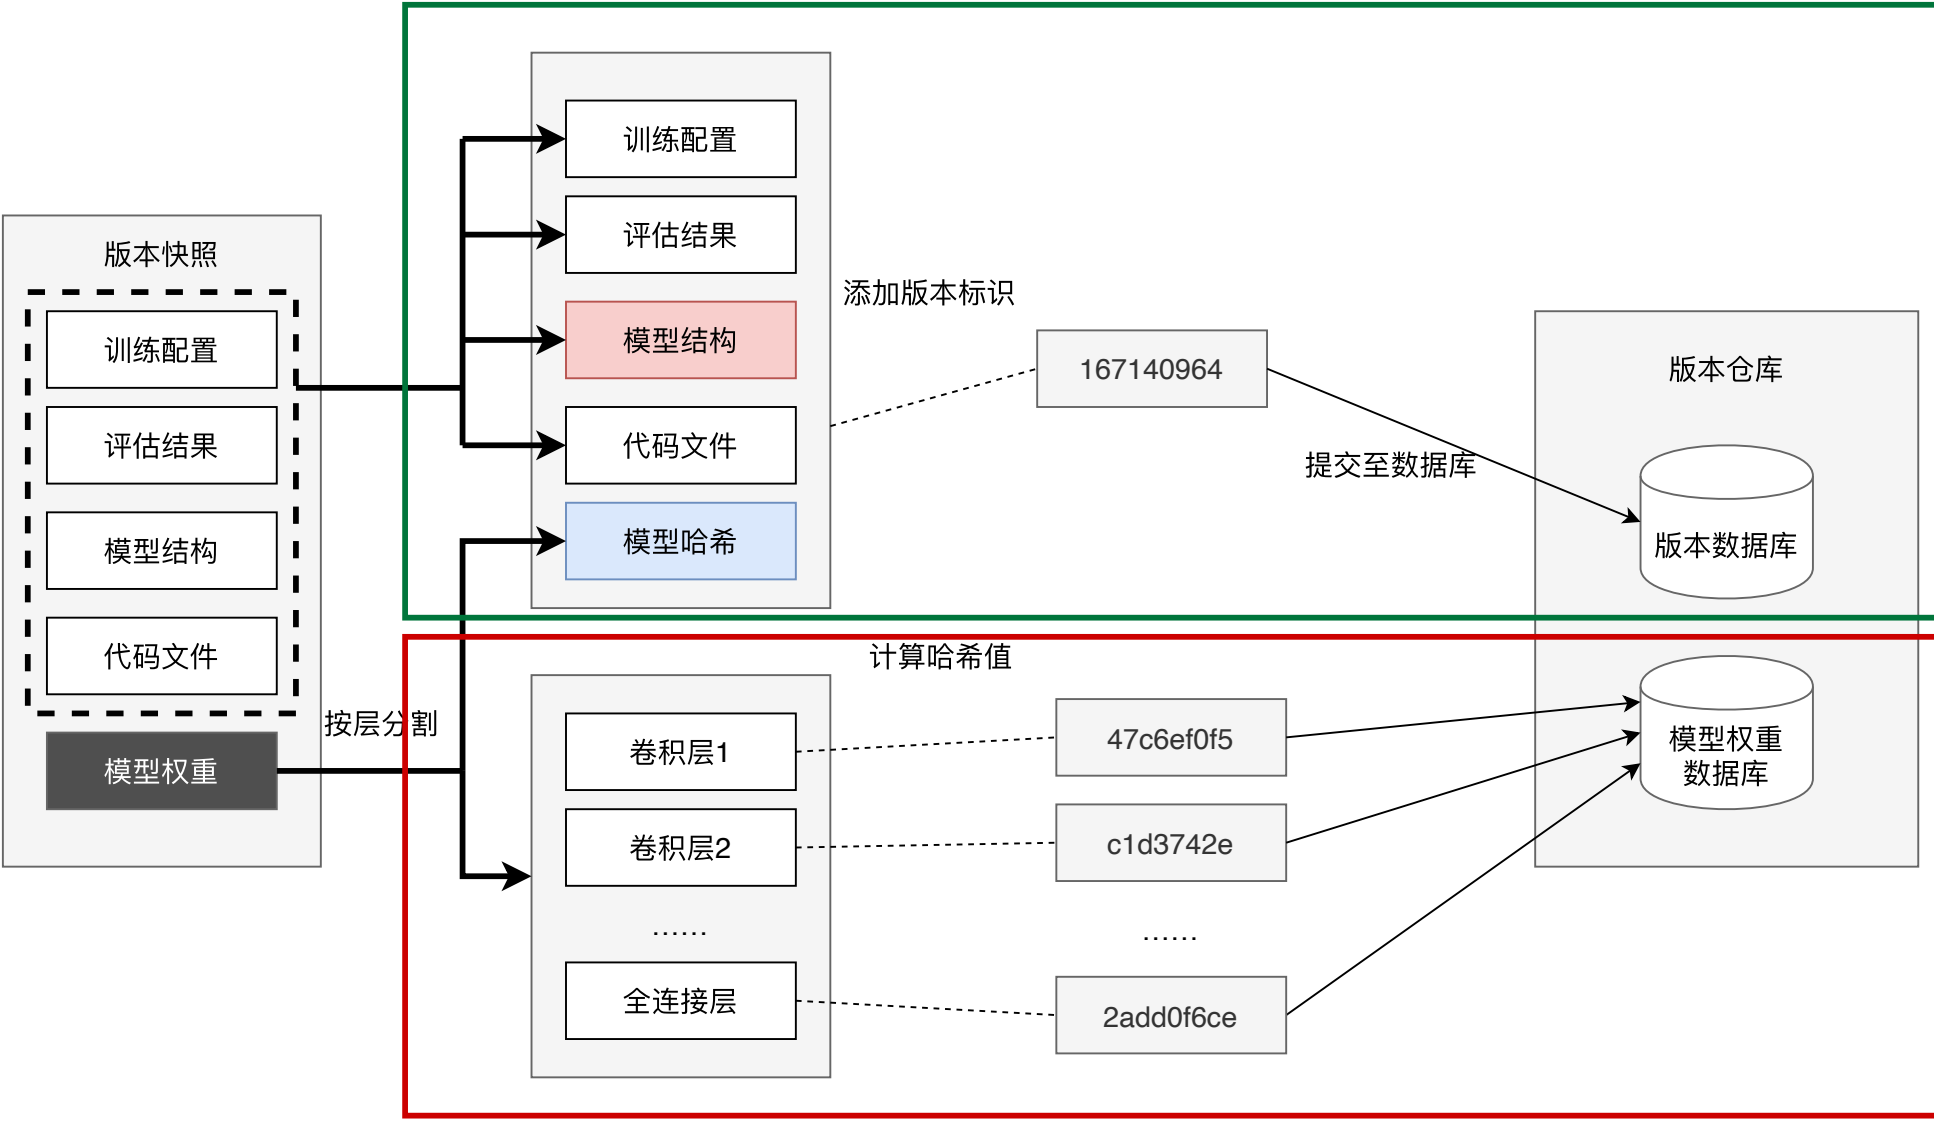 版本快照
训练配置
评估结果
模型结构
代码文件
模型权重
按层分割
训练配置
评估结果
模型结构
代码文件
模型哈希
添加版本标识
167140964
提交至数据库
版本仓库
版本数据库
计算哈希值
卷积层1
卷积层2
......
全连接层
47c6ef0f5
c1d3742e
......
2add0f6ce
模型权重
数据库